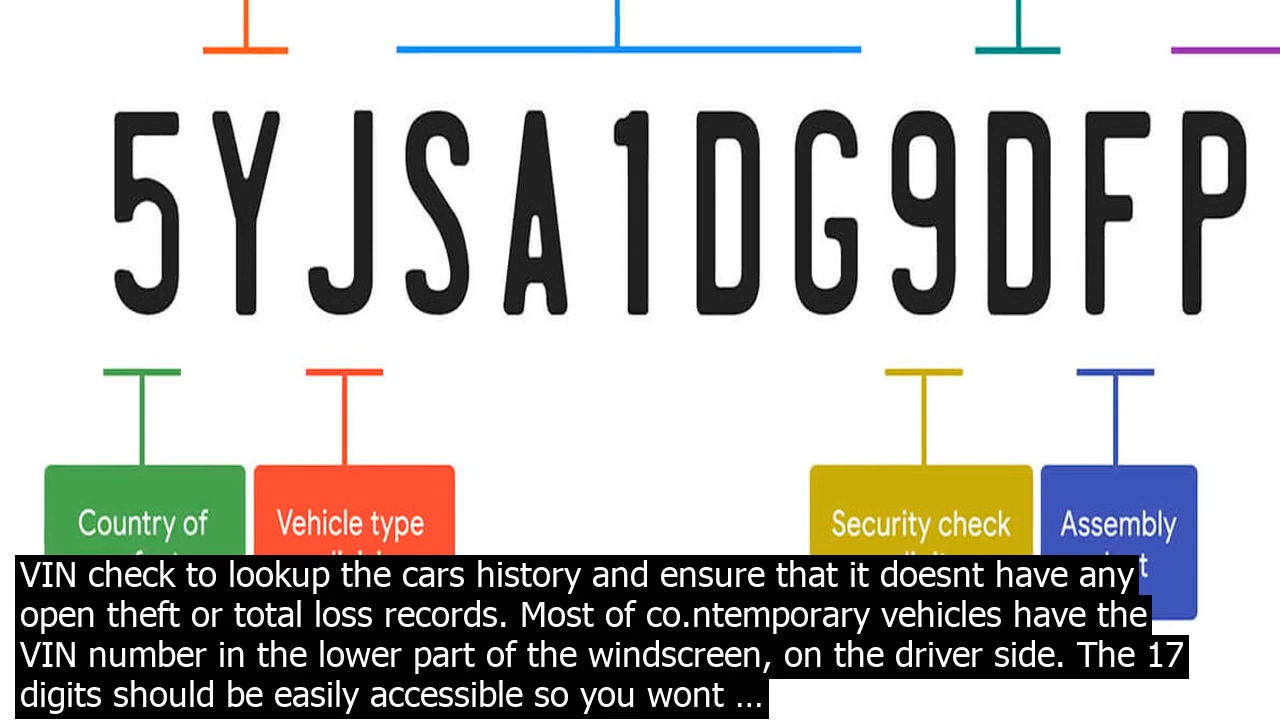 5YJSA1DG9DFP
Country of
Vehicle type
Security check
Assembly
VIN check to lookup the cars history and ensure that it doesnt have any
open theft or total loss records. Most of co.ntemporary vehicles have the
VIN number in the lower part of the windscreen, on the driver side. The 17
digits should be easily accessible so you wont ...